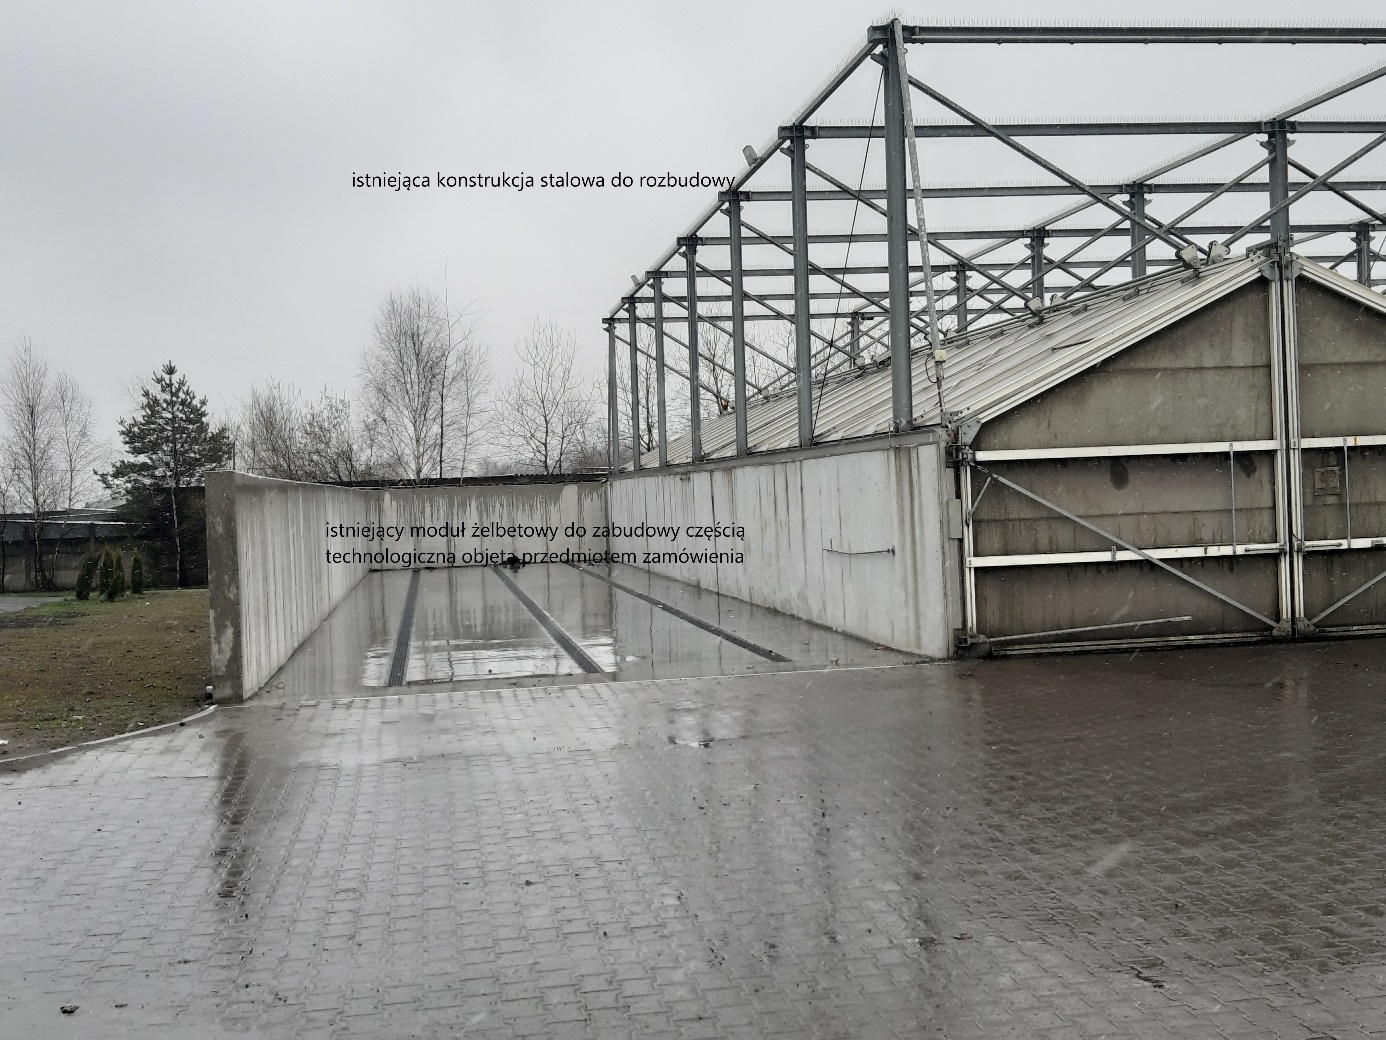 istniejąca konstrukcja stalowa do rozbudowy
istniejący moduł żelbetowy do zabudowy częścią
technologiczną objętą przedmiotem zamówienia